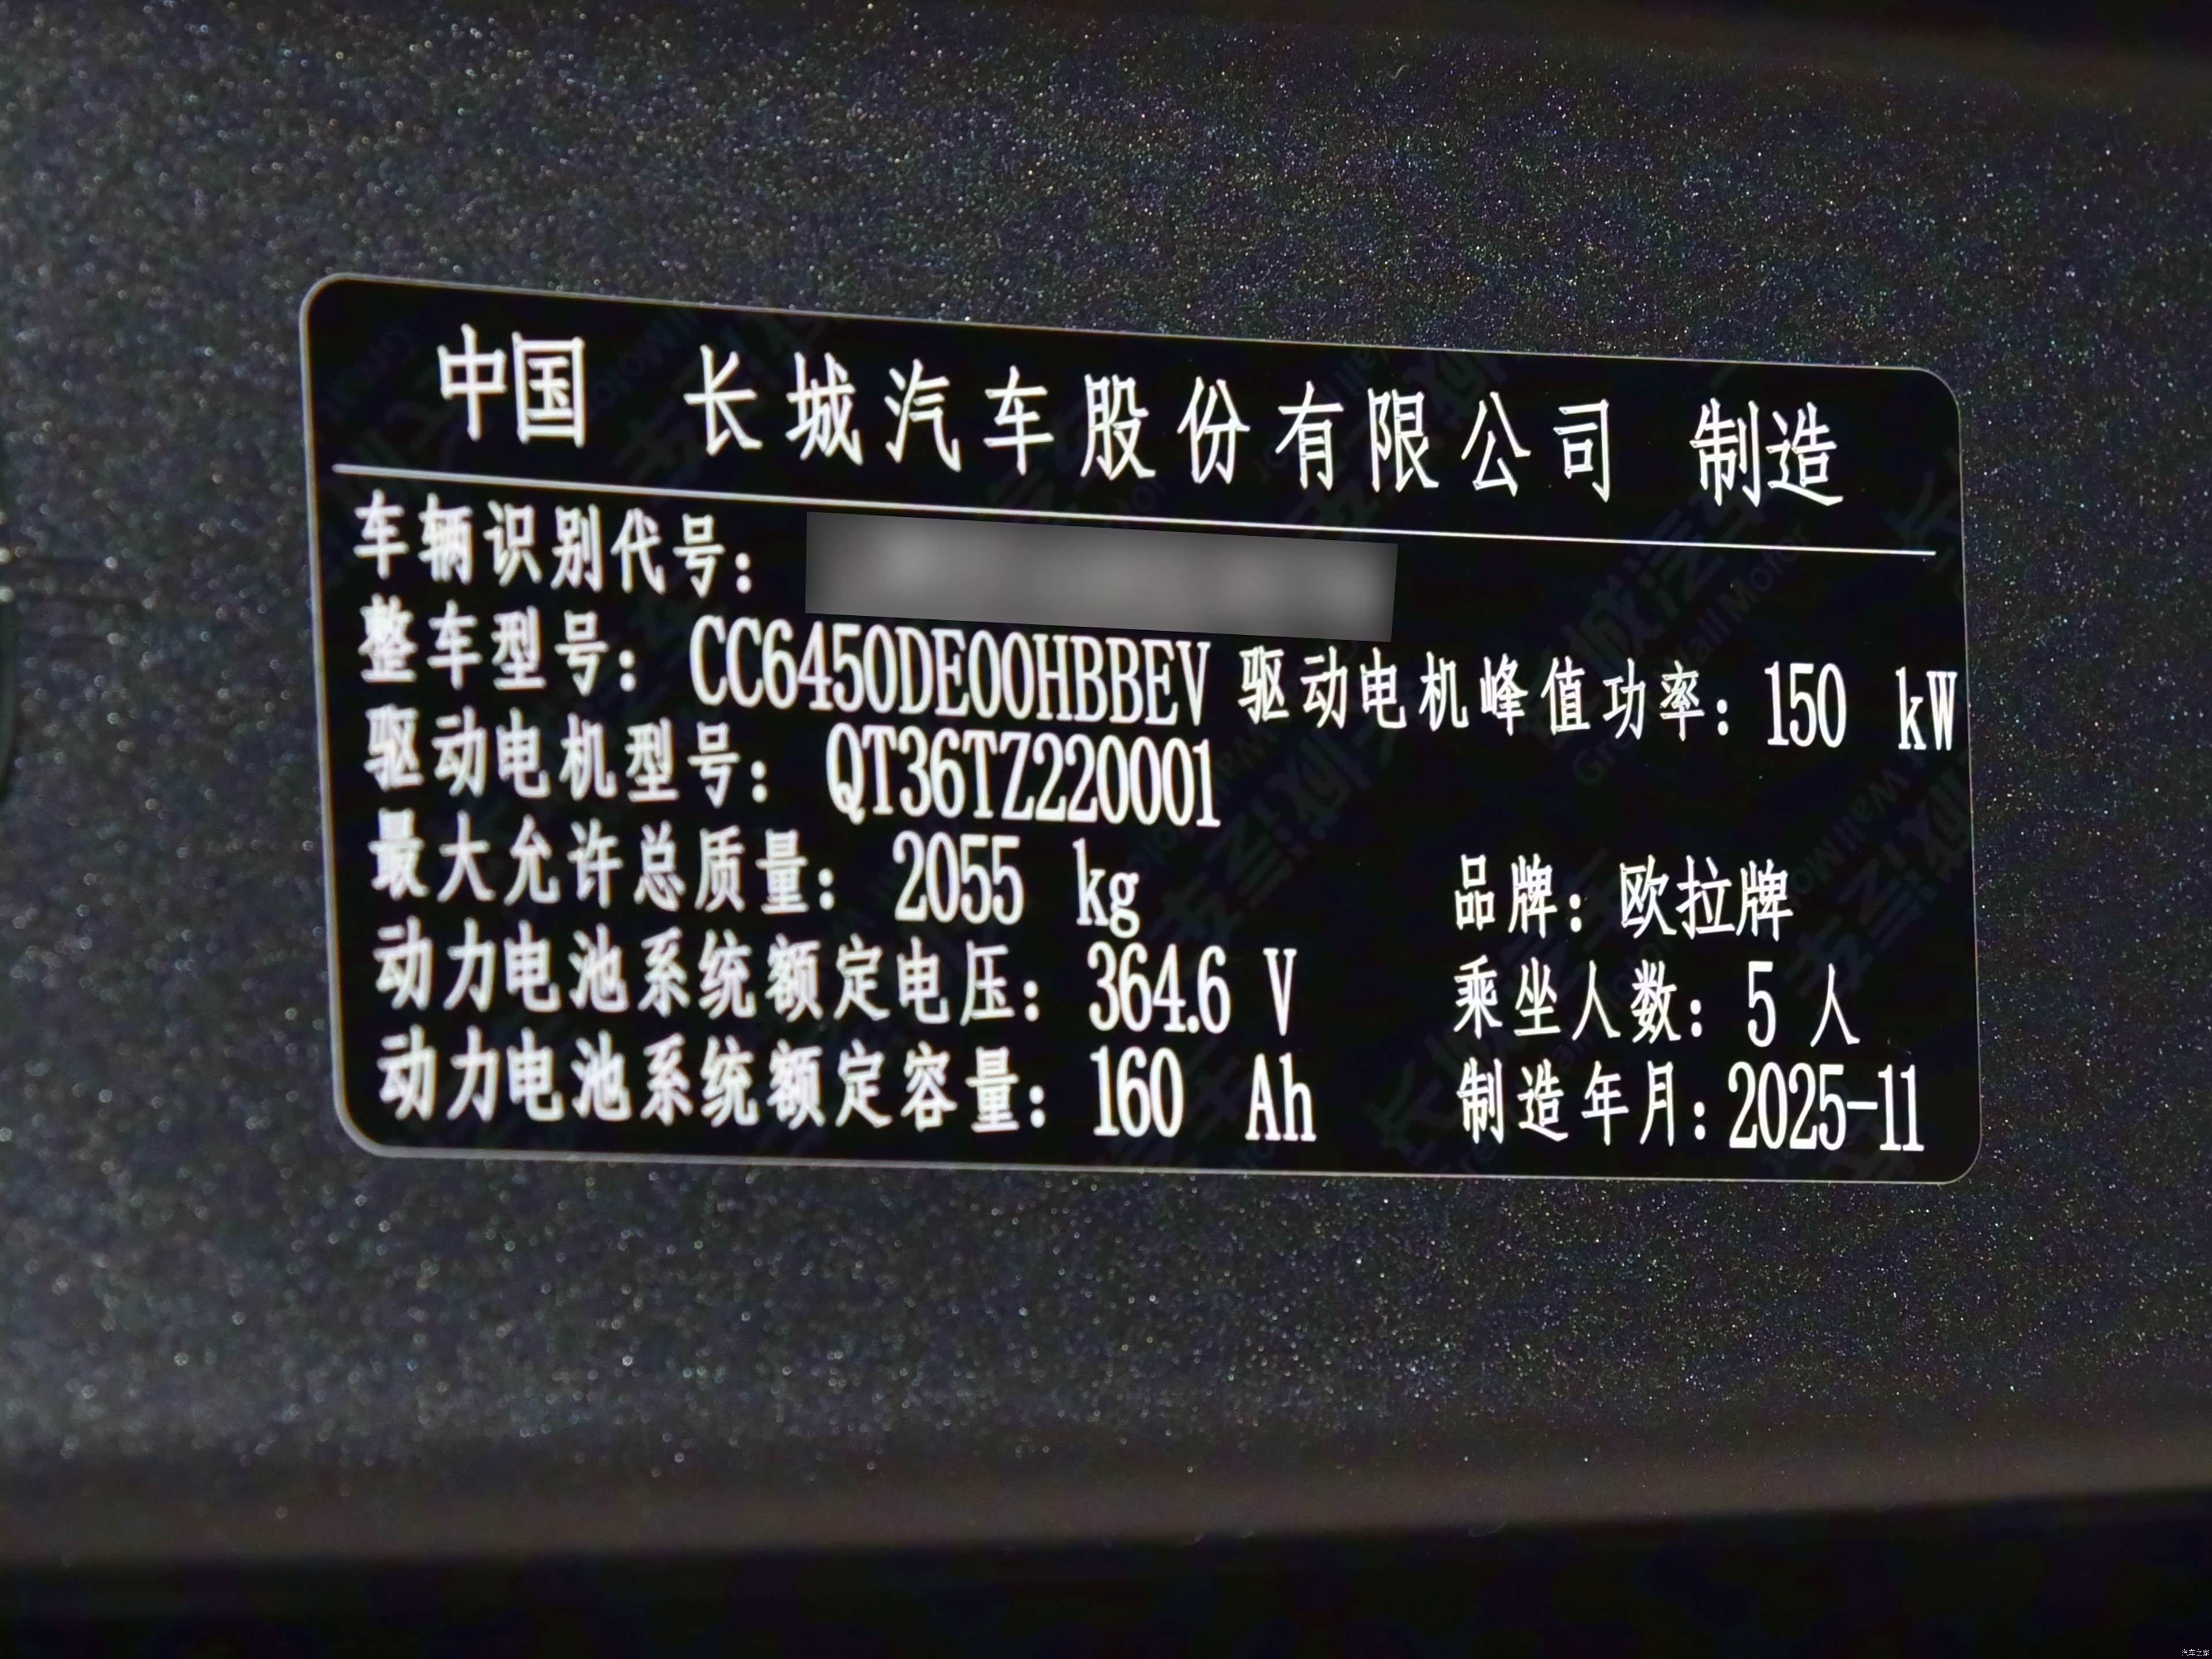 中国 长城汽车股份有限公司 制造
车辆识别代号：
整车型号：CC6450DE00HBBEV 驱动电机峰值功率：150 kW
驱动电机型号：QT36TZ220001
最大允许总质量：2055 kg 品牌：欧拉牌
动力电池系统额定电压：364.6 V 乘坐人数：5 人
动力电池系统额定容量：160 Ah 制造年月：2025-11
汽车之家